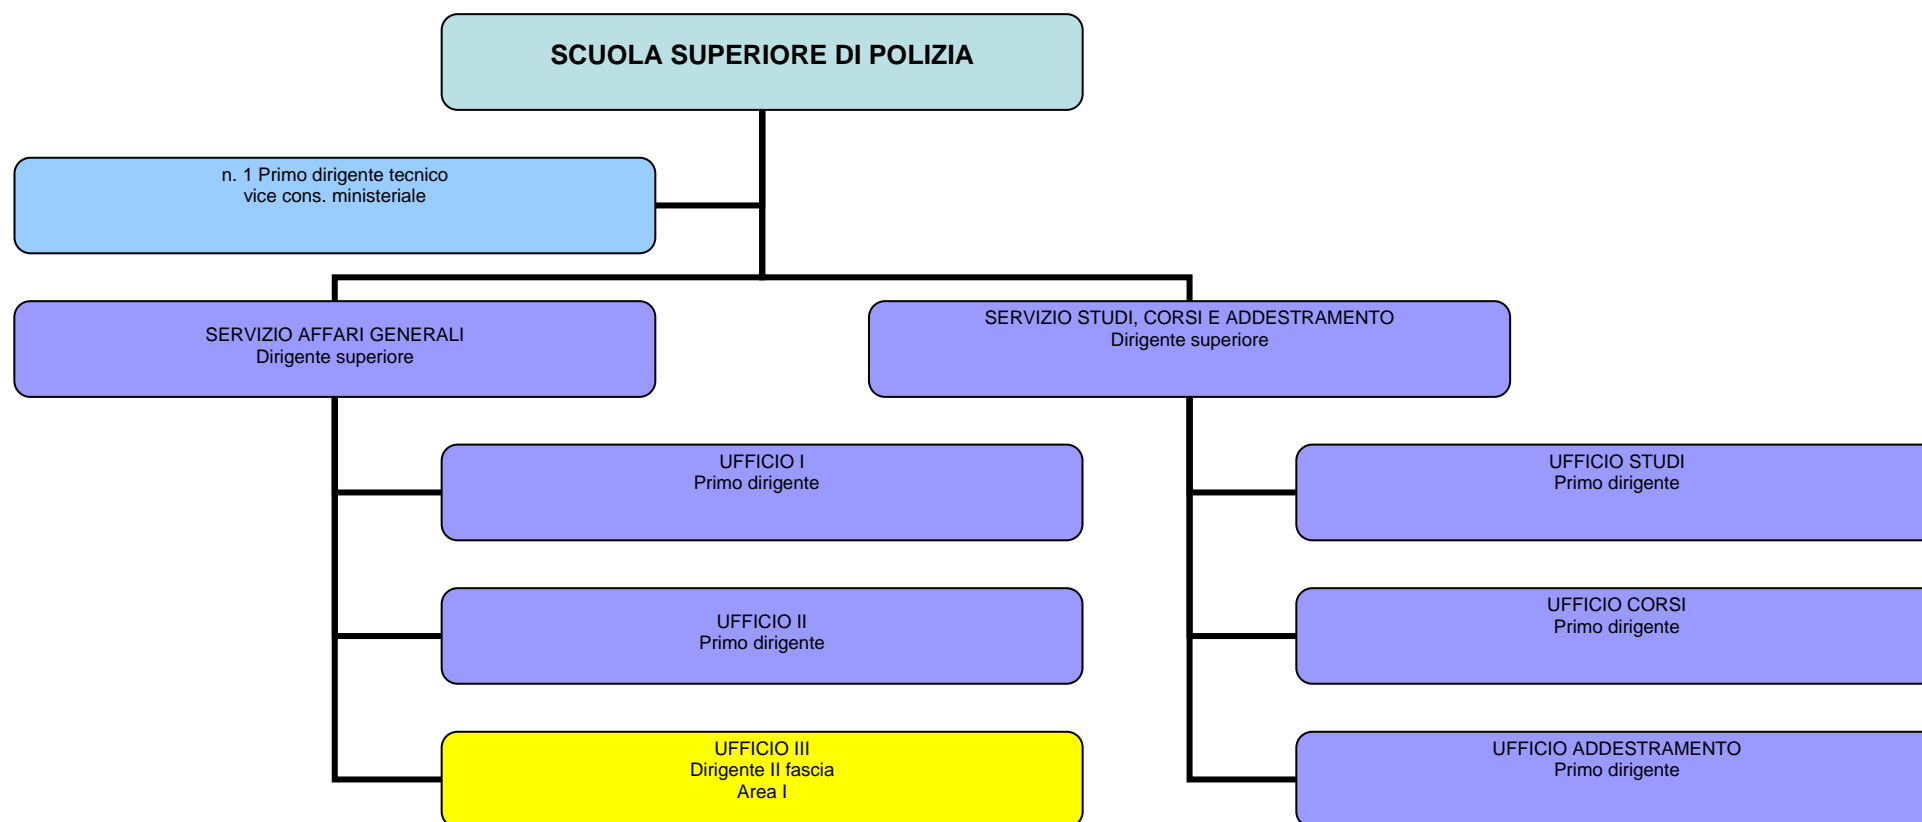 SCUOLA SUPERIORE DI POLIZIA
n. 1 Primo dirigente tecnico
vice cons. ministeriale
SERVIZIO AFFARI GENERALI
Dirigente superiore
SERVIZIO STUDI, CORSI E ADDESTRAMENTO
Dirigente superiore
UFFICIO I
Primo dirigente
UFFICIO STUDI
Primo dirigente
UFFICIO II
Primo dirigente
UFFICIO CORSI
Primo dirigente
UFFICIO III
Dirigente II fascia
Area I
UFFICIO ADDESTRAMENTO
Primo dirigente